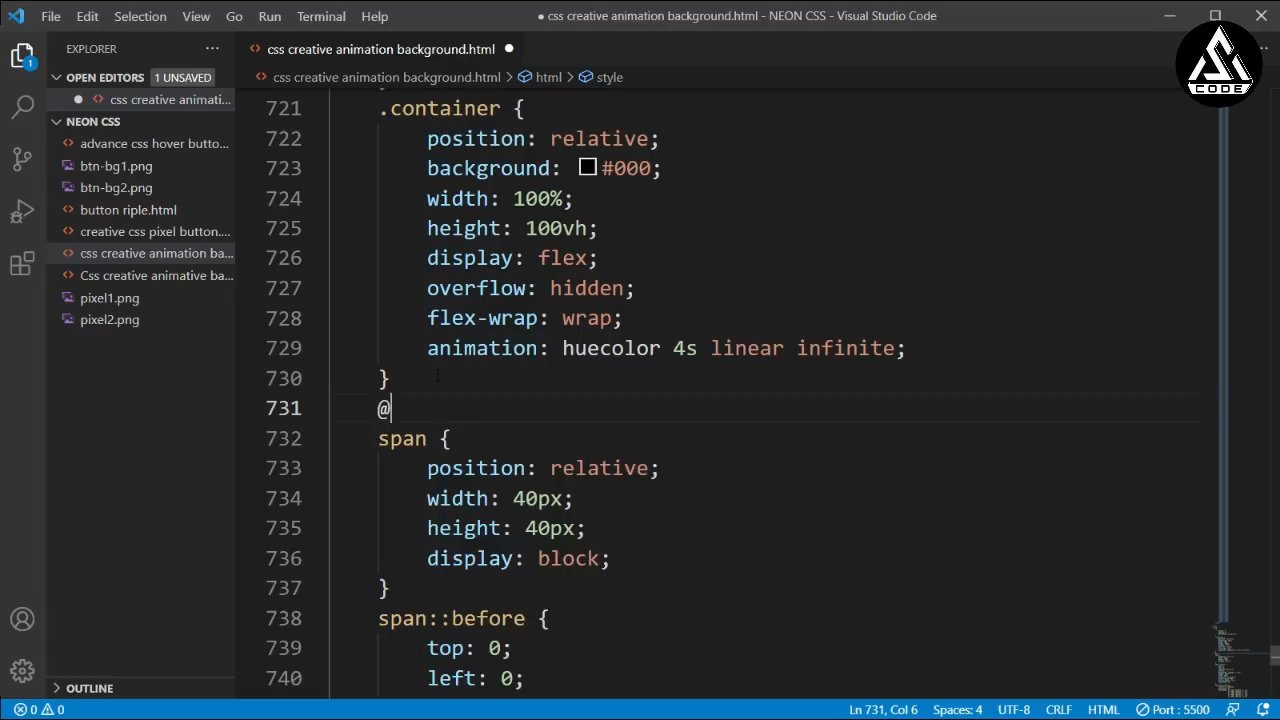 File Edit Selection View Go Run Terminal Help
● css creative animation background.html - NEON CSS - Visual Studio Code
EXPLORER
OPEN EDITORS 1 UNSAVED
css creative animati...
NEON CSS
advance css hover butto...
btn-bg1.png
btn-bg2.png
button riple.html
creative css pixel button....
css creative animation ba...
Css creative animative ba...
pixel1.png
pixel2.png
OUTLINE
1
css creative animation background.html
css creative animation background.html > html > style
721 .container {
722 position: relative;
723 background: #000;
724 width: 100%;
725 height: 100vh;
726 display: flex;
727 overflow: hidden;
728 flex-wrap: wrap;
729 animation: huecolor 4s linear infinite;
730 }
731 @
732 span {
733 position: relative;
734 width: 40px;
735 height: 40px;
736 display: block;
737 }
738 span::before {
739 top: 0;
740 left: 0;
CODE
0 0
Ln 731, Col 6 Spaces: 4 UTF-8 CRLF HTML Port : 5500